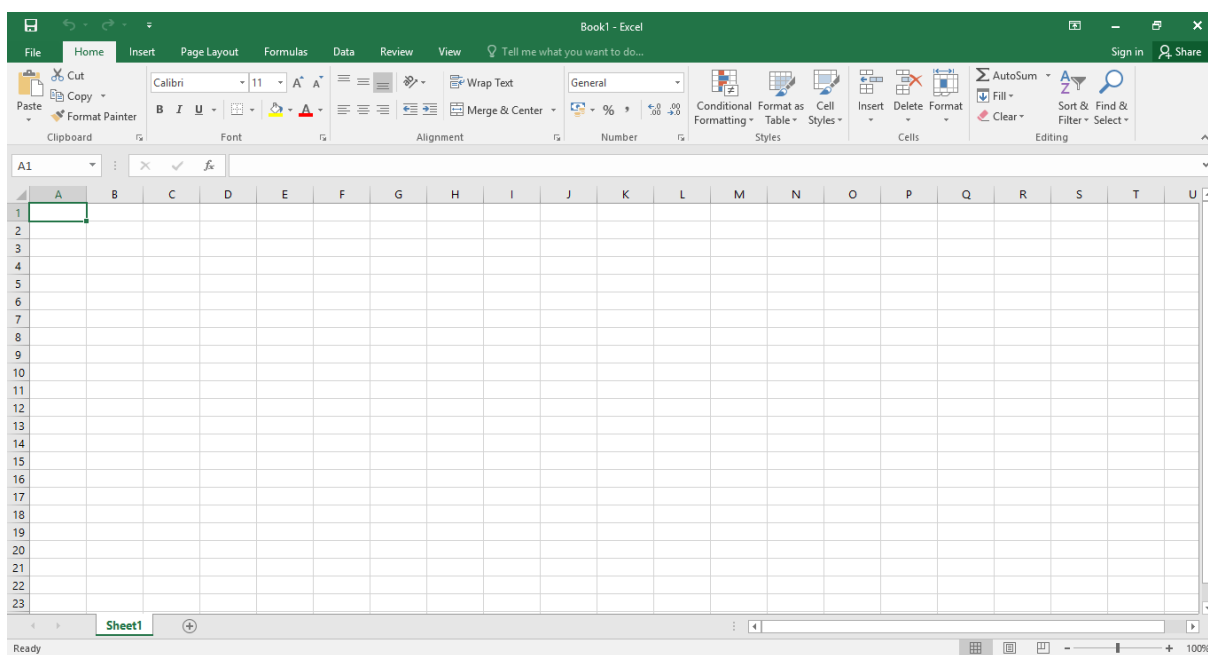 Book1 - Excel
File Home Insert Page Layout Formulas Data Review View Tell me what you want to do... Sign in Share
Cut
Copy
Format Painter
Paste
Calibri 11
B I U A
Wrap Text
Merge & Center
General
% ,
Conditional Formatting
Format as Table
Cell Styles
Insert Delete Format
AutoSum
Fill
Clear
Sort & Filter
Find & Select
Clipboard Font Alignment Number Styles Cells Editing
A1 fx
A B C D E F G H I J K L M N O P Q R S T U
1
2
3
4
5
6
7
8
9
10
11
12
13
14
15
16
17
18
19
20
21
22
23
Sheet1
Ready 100%